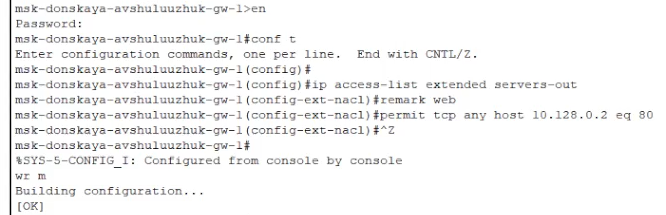 msk-donskaya-avshuluuzhuk-gw-1>en
Password:
msk-donskaya-avshuluuzhuk-gw-1#conf t
Enter configuration commands, one per line.  End with CNTL/Z.
msk-donskaya-avshuluuzhuk-gw-1(config)#
msk-donskaya-avshuluuzhuk-gw-1(config)#ip access-list extended servers-out
msk-donskaya-avshuluuzhuk-gw-1(config-ext-nacl)#remark web
msk-donskaya-avshuluuzhuk-gw-1(config-ext-nacl)#permit tcp any host 10.128.0.2 eq 80
msk-donskaya-avshuluuzhuk-gw-1(config-ext-nacl)#^Z
msk-donskaya-avshuluuzhuk-gw-1#
%SYS-5-CONFIG_I: Configured from console by console
wr m
Building configuration...
[OK]